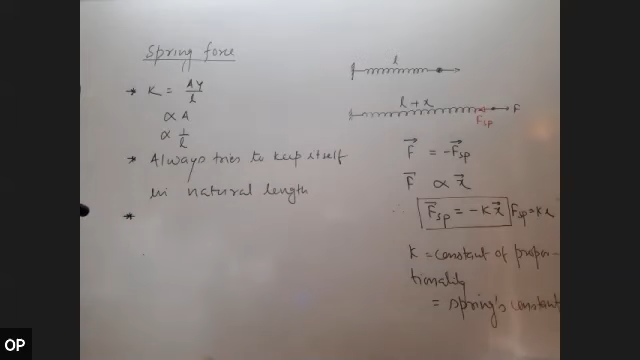 Spring force
* K = AY/l
∝ A
∝ 1/l
* Always tries to keep itself
in natural length
*
l
l + x
F
Fsp
F⃗ = -F⃗sp
F⃗ ∝ x⃗
∴ F⃗sp = -K x⃗ Fsp = K x
K = constant of propor-
tionality
= spring's constant
OP